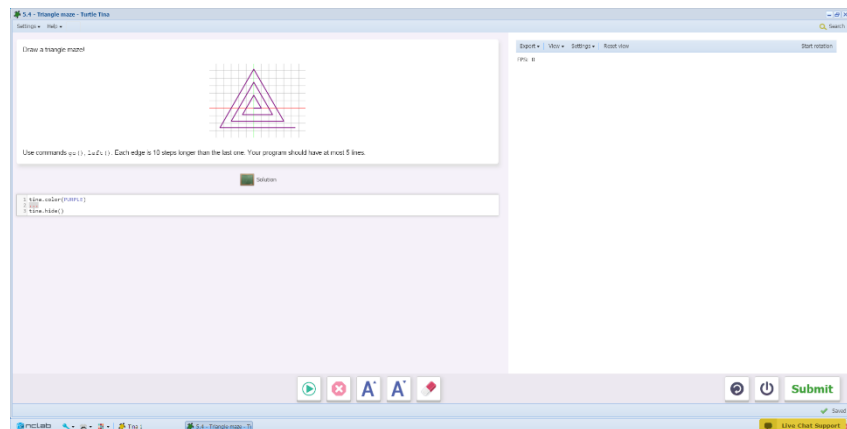 5.4 - Triangle maze - Turtle Tina
Settings Help Search
Draw a triangle maze!
Use commands go(), left(). Each edge is 10 steps longer than the last one. Your program should have at most 5 lines.
Solution
1 tina.color(PURPLE)
2
3 tina.hide()
Export View Settings Reset view Start rotation
FPS: 0
A+ A-
Submit
Saved
ncLab Tina : 5.4 - Triangle maze - Tu Live Chat Support